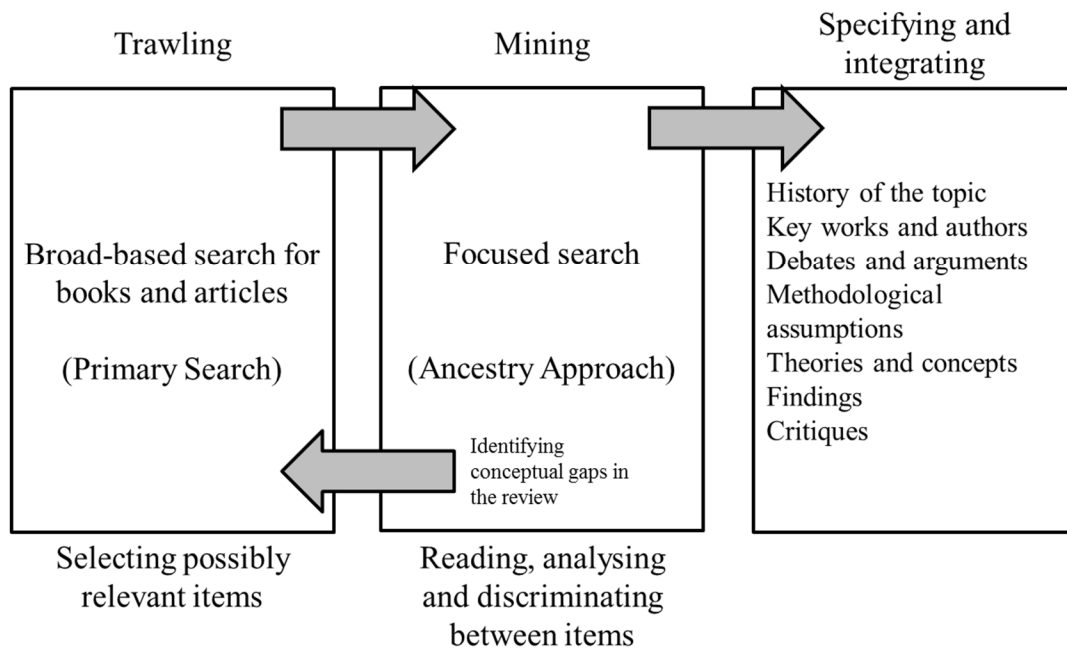 Trawling
Broad-based search for
books and articles
(Primary Search)
Selecting possibly
relevant items
Mining
Focused search
(Ancestry Approach)
Identifying
conceptual gaps in
the review
Reading, analysing
and discriminating
between items
Specifying and
integrating
History of the topic
Key works and authors
Debates and arguments
Methodological
assumptions
Theories and concepts
Findings
Critiques